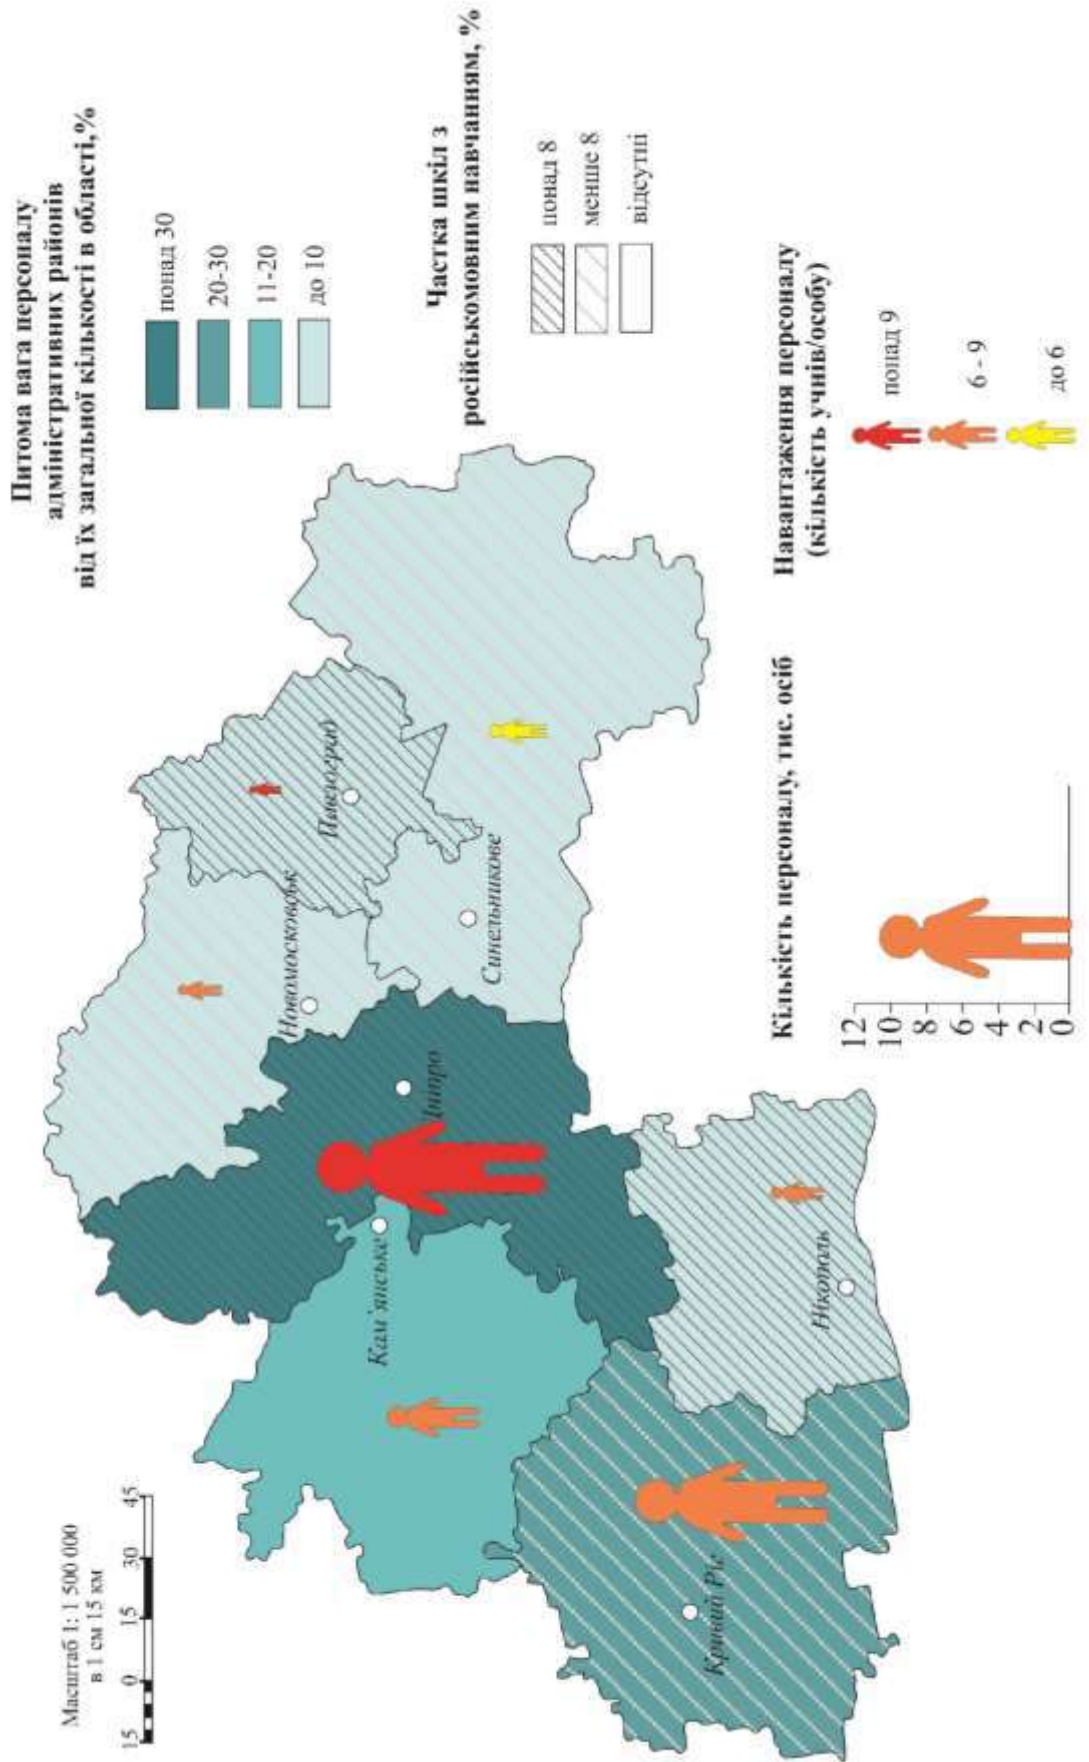 Масштаб 1: 1 500 000
в 1 см 15 км
15 0 15 30 45
Питома вага персоналу
адміністративних районів
від їх загальної кількості в області,%
понад 30
20-30
11-20
до 10
Частка шкіл з
російськомовним навчанням, %
понад 8
менше 8
відсутні
Новомосковськ
Павлоград
Кам`янське
Дніпро
Синельникове
Кривий Ріг
Нікополь
Кількість персоналу, тис. осіб
12
10
8
6
4
2
0
Навантаження персоналу
(кількість учнів/особу)
понад 9
6 - 9
до 6